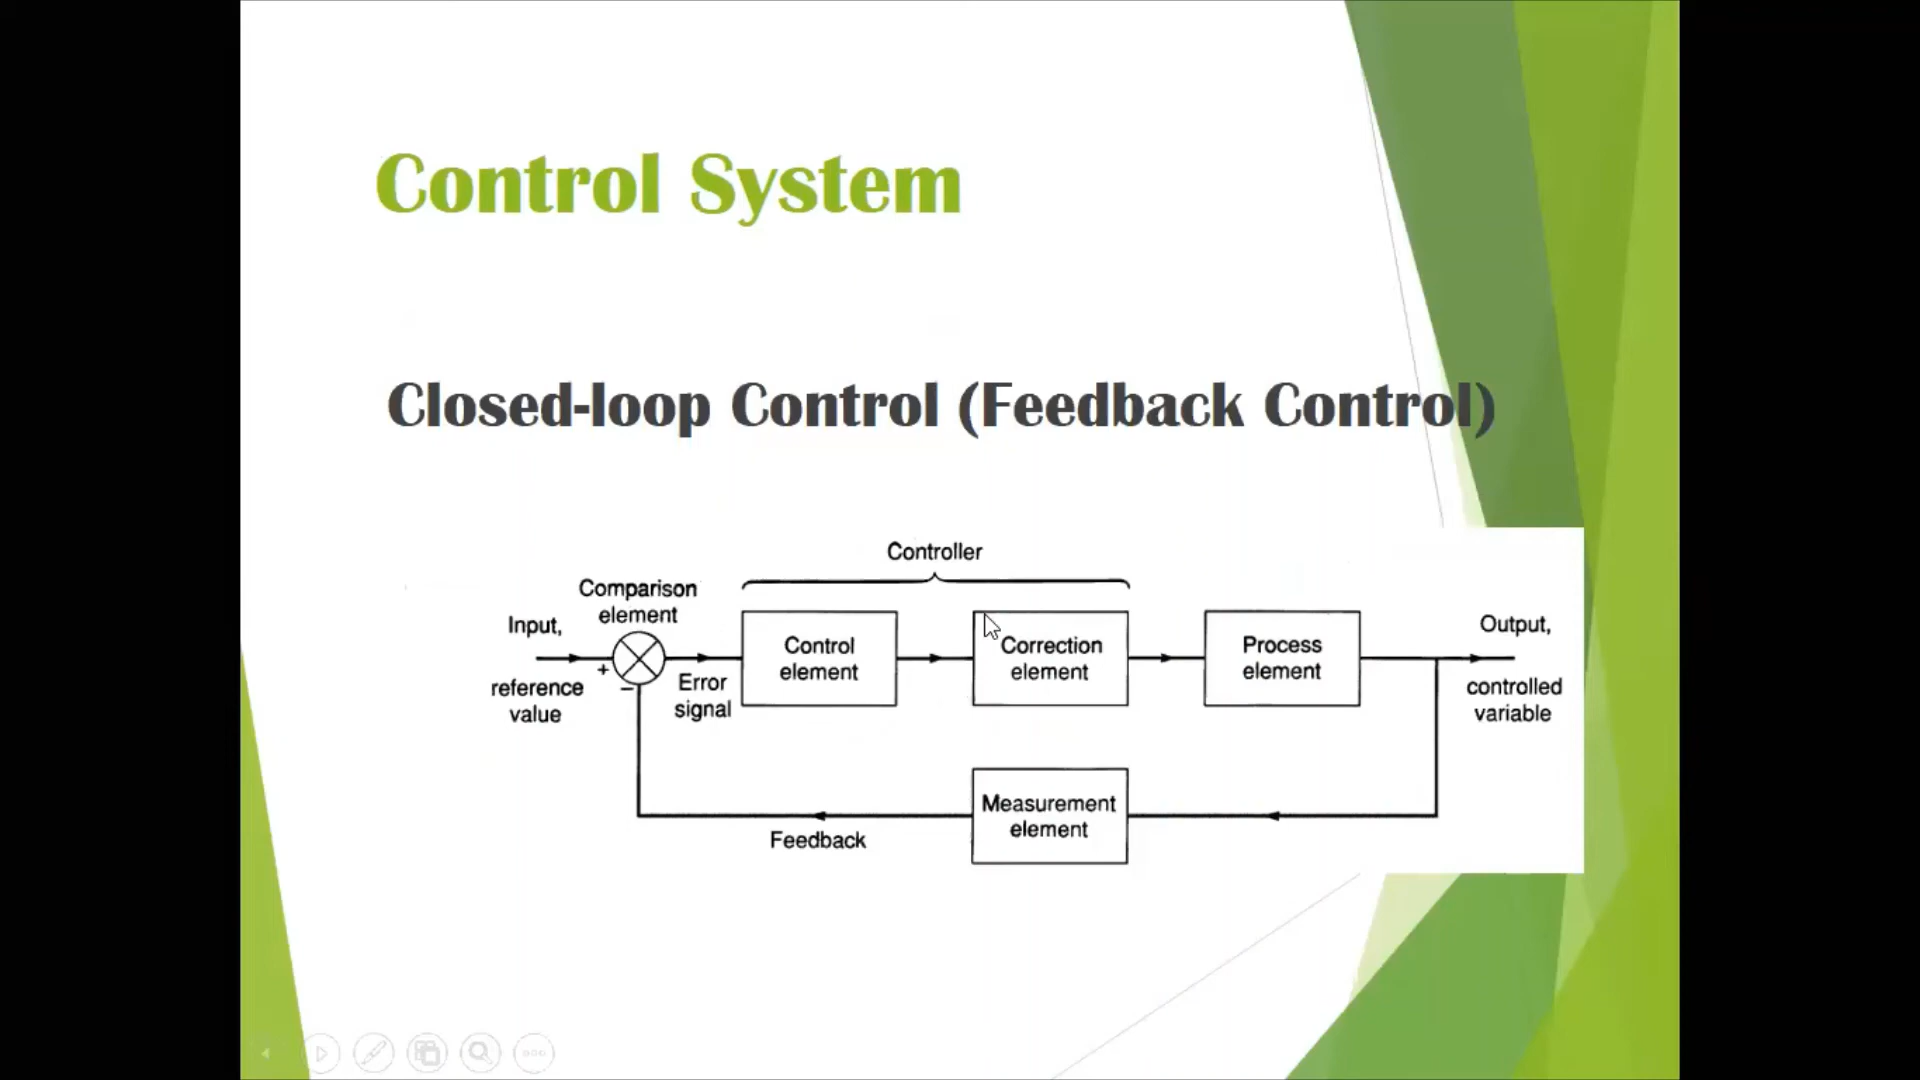 Control System
Closed-loop Control (Feedback Control)
Controller
Comparison
element
Input,
reference
value
+
−
Error
signal
Control
element
Correction
element
Process
element
Output,
controlled
variable
Measurement
element
Feedback